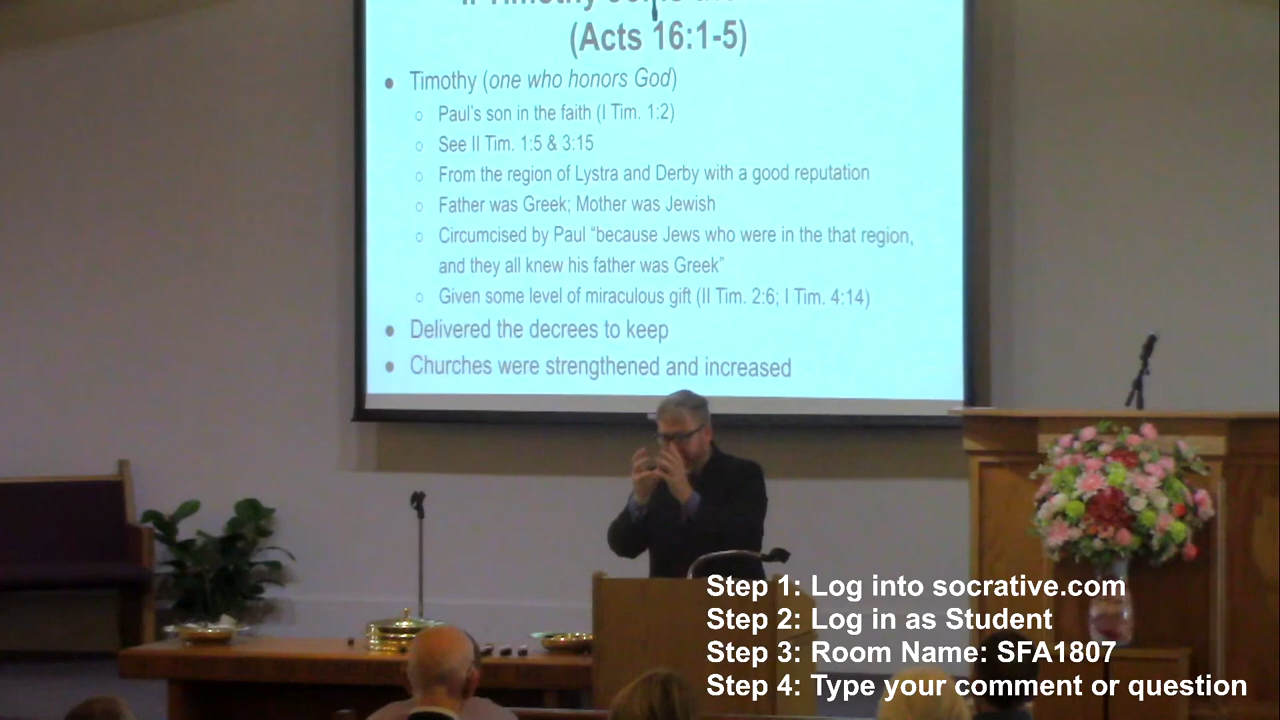 II Timothy
(Acts 16:1-5)
● Timothy (one who honors God)
○ Paul's son in the faith (I Tim. 1:2)
○ See II Tim. 1:5 & 3:15
○ From the region of Lystra and Derby with a good reputation
○ Father was Greek; Mother was Jewish
○ Circumcised by Paul “because Jews who were in the that region,
and they all knew his father was Greek”
○ Given some level of miraculous gift (II Tim. 2:6; I Tim. 4:14)
● Delivered the decrees to keep
● Churches were strengthened and increased
Step 1: Log into socrative.com
Step 2: Log in as Student
Step 3: Room Name: SFA1807
Step 4: Type your comment or question